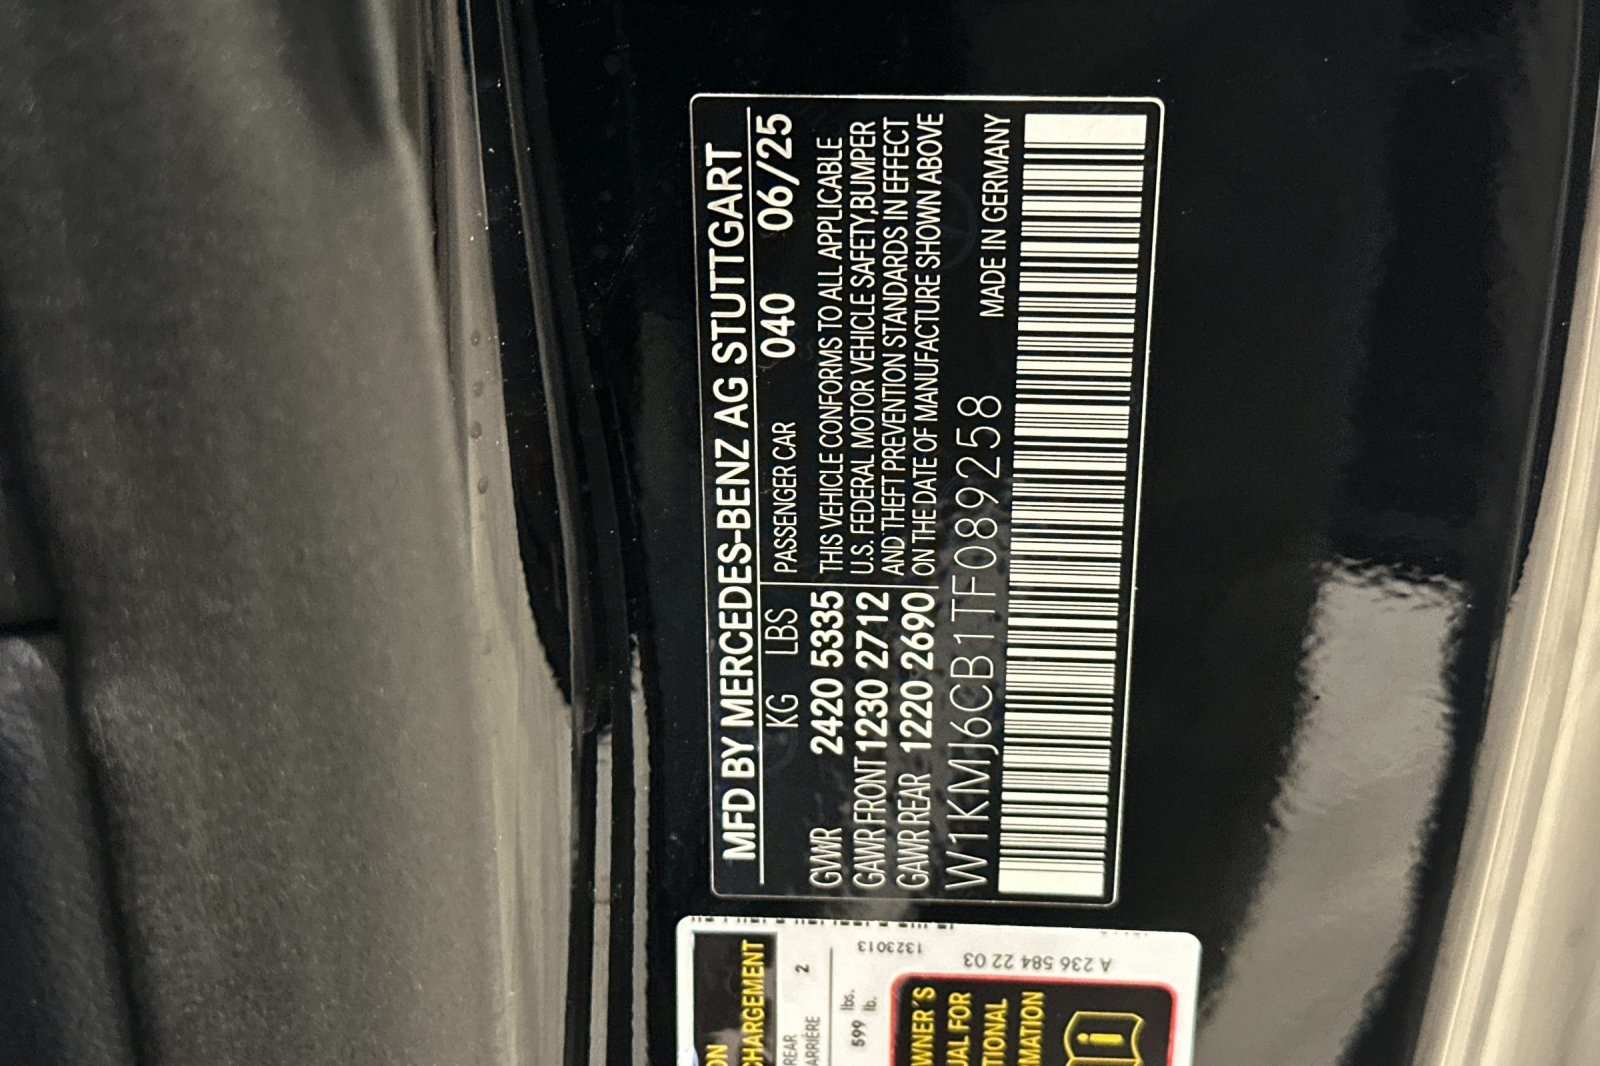 MFD BY MERCEDES-BENZ AG STUTTGART
KG LBS PASSENGER CAR 040 06/25
GVWR 2420 5335
GAWR FRONT 1230 2712
GAWR REAR 1220 2690
THIS VEHICLE CONFORMS TO ALL APPLICABLE
U.S. FEDERAL MOTOR VEHICLE SAFETY,BUMPER
AND THEFT PREVENTION STANDARDS IN EFFECT
ON THE DATE OF MANUFACTURE SHOWN ABOVE
W1KMJ6CB1TF089258 MADE IN GERMANY
ON
CHARGEMENT
REAR
ARRIÈRE
2
599 lbs.
lb.
1323013
A 236 584 22 03
WNER'S
UAL FOR
TIONAL
RMATION
i